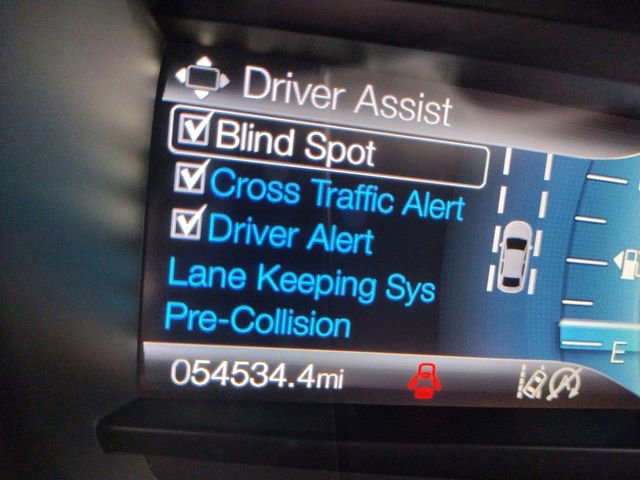 Driver Assist
Blind Spot
Cross Traffic Alert
Driver Alert
Lane Keeping Sys
Pre-Collision
E
054534.4mi